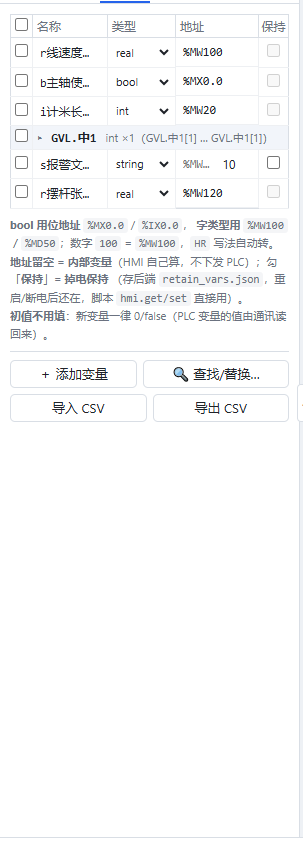 名称 类型 地址 保持
r线速度… real %MW100
b主轴使… bool %MX0.0
i计米长… int %MW20
▸ GVL.中1 int ×1（GVL.中1[1] … GVL.中1[1]）
s报警文… string %MW… 10
r摆杆张… real %MW120
bool 用位地址 %MX0.0 / %IX0.0 ， 字类型用 %MW100
/ %MD50 ；数字 100 = %MW100 ， HR 写法自动转。
地址留空 = 内部变量（HMI 自己算，不下发 PLC）；勾
「保持」= 掉电保持 （存后端 retain_vars.json ，重
启/断电后还在，脚本 hmi.get/set 直接用）。
初值不用填：新变量一律 0/false（PLC 变量的值由通讯读
回来）。
+ 添加变量 🔍 查找/替换…
导入 CSV 导出 CSV